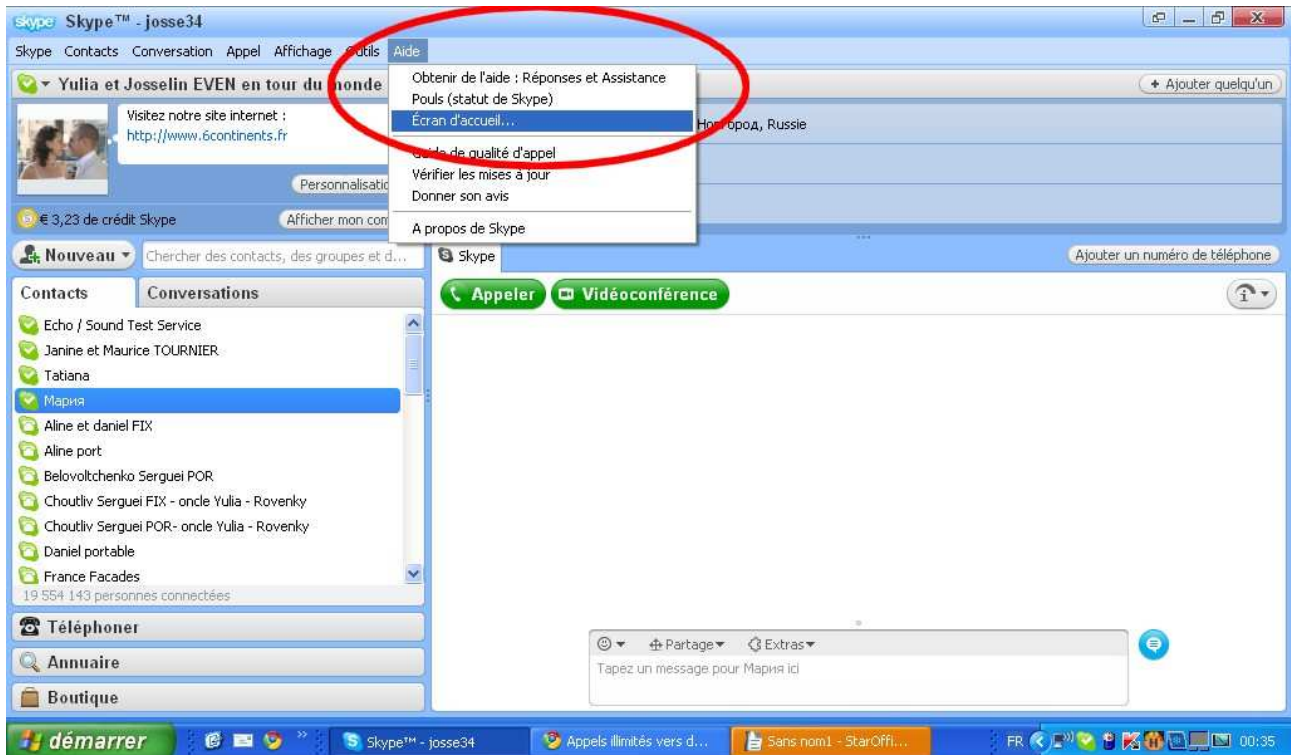 skype Skype™ - josse34
Skype Contacts Conversation Appel Affichage Outils Aide
Yulia et Josselin EVEN en tour du monde
+ Ajouter quelqu'un
Obtenir de l'aide : Réponses et Assistance
Pouls (statut de Skype)
Écran d'accueil...
Guide de qualité d'appel
Vérifier les mises à jour
Donner son avis
A propos de Skype
Visitez notre site internet :
http://www.6continents.fr
Russie
Personnalisatio
€ 3,23 de crédit Skype
Afficher mon com
Nouveau
Chercher des contacts, des groupes et d...
Skype
Ajouter un numéro de téléphone
Contacts Conversations
Appeler Vidéoconférence
Echo / Sound Test Service
Janine et Maurice TOURNIER
Tatiana
Мария
Aline et daniel FIX
Aline port
Belovoltchenko Serguei POR
Choutliv Serguei FIX - oncle Yulia - Rovenky
Choutliv Serguei POR- oncle Yulia - Rovenky
Daniel portable
France Facades
19 554 143 personnes connectées
Téléphoner
Annuaire
Boutique
Partage Extras
Tapez un message pour Мария ici
démarrer
Skype™ - josse34
Appels illimités vers d...
Sans nom1 - StarOffi...
FR
00:35